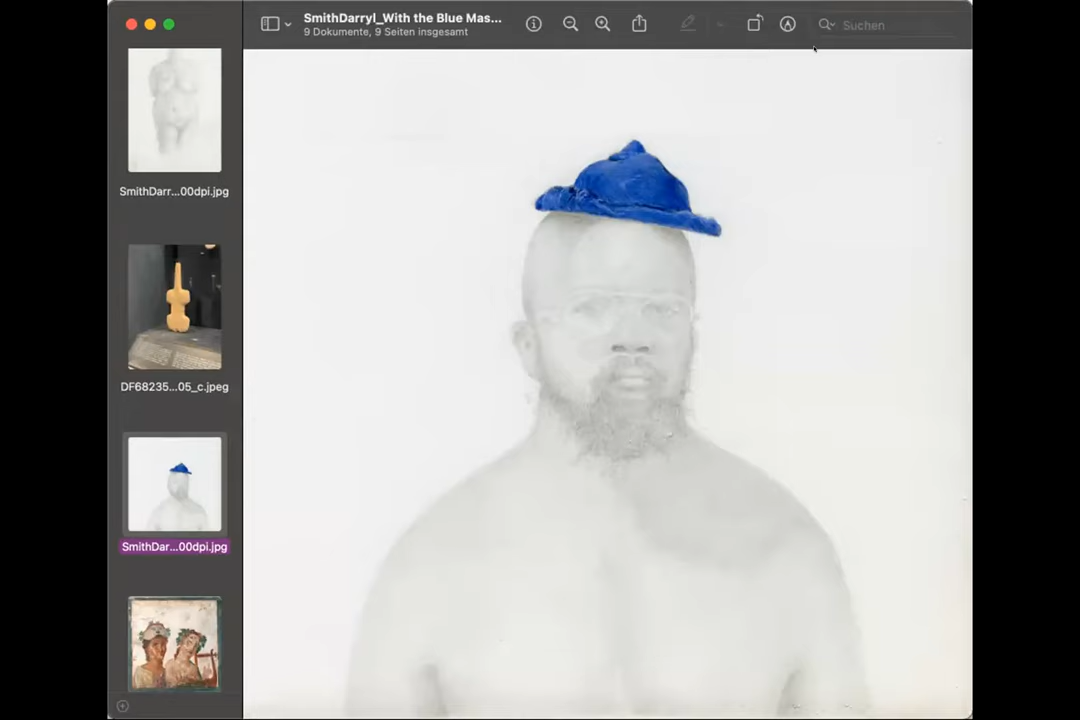 SmithDarryl_With the Blue Mas...
9 Dokumente, 9 Seiten insgesamt
Suchen
SmithDarr...00dpi.jpg
DF68235...05_c.jpeg
SmithDar...00dpi.jpg